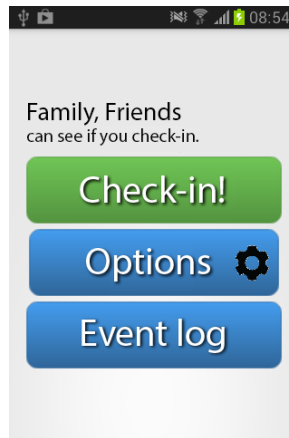 08:54
Family, Friends
can see if you check-in.
Check-in!
Options
Event log